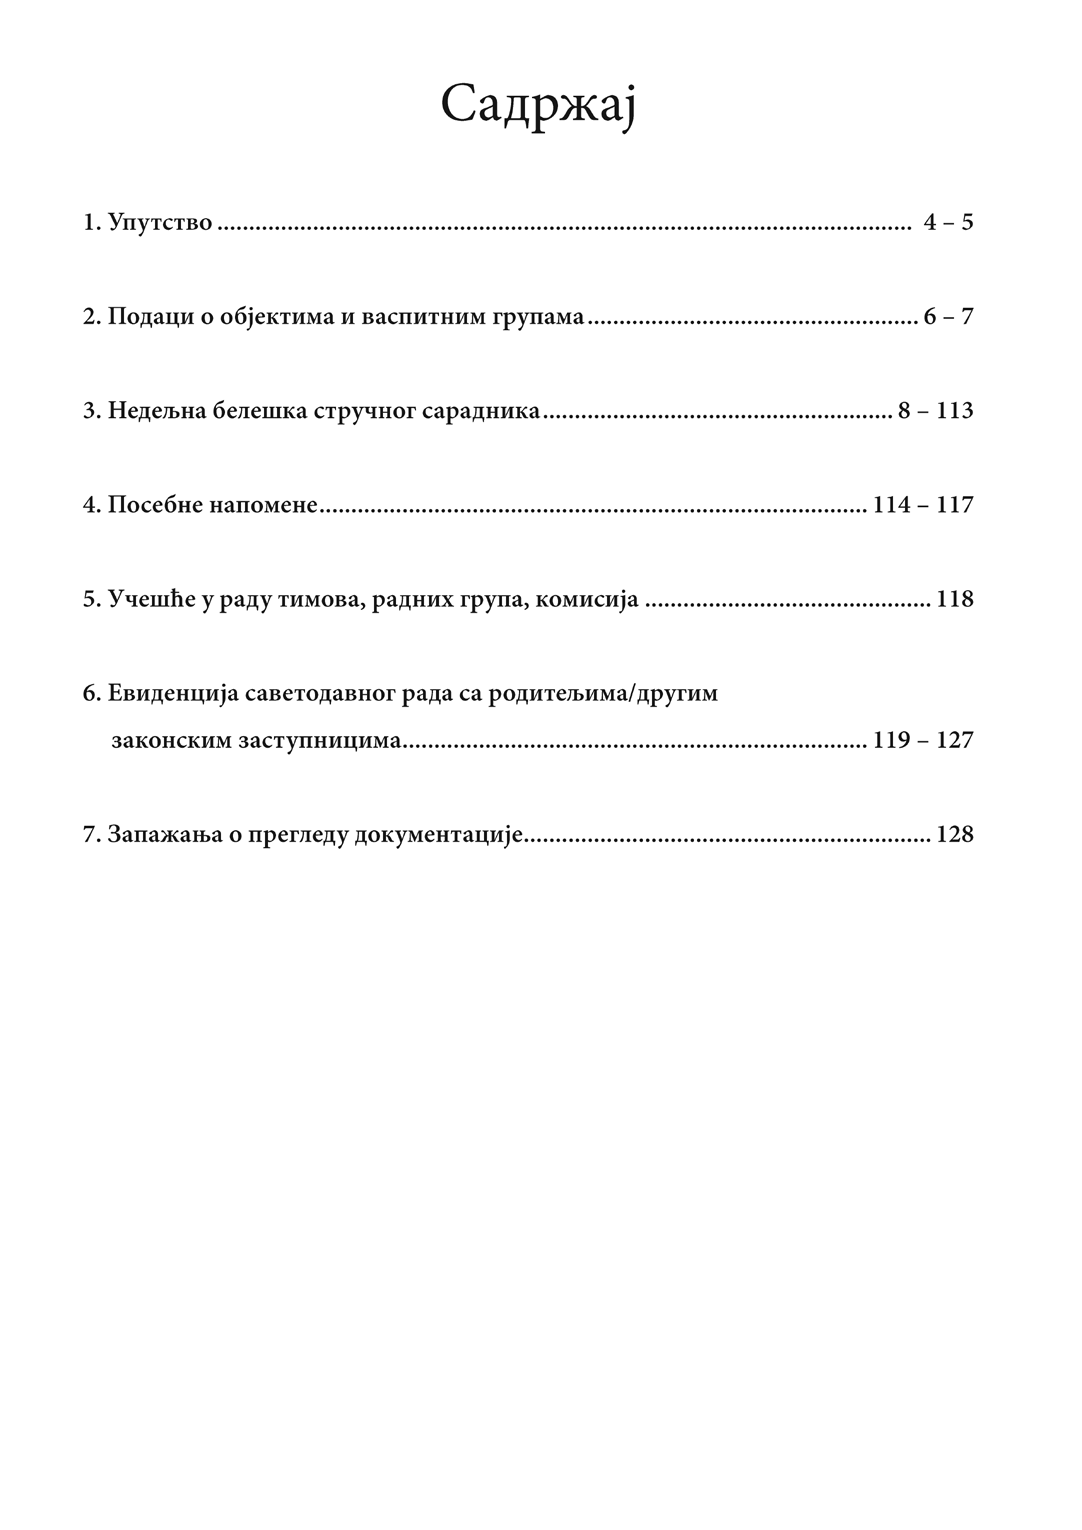 Садржај
1. Упутство .............................................................................................................. 4 – 5
2. Подаци о објектима и васпитним групама.................................................... 6 – 7
3. Недељна белешка стручног сарадника....................................................... 8 – 113
4. Посебне напомене...................................................................................... 114 – 117
5. Учешће у раду тимова, радних група, комисија ............................................. 118
6. Евиденција саветодавног рада са родитељима/другим
законским заступницима......................................................................... 119 – 127
7. Запажања о прегледу документације................................................................ 128